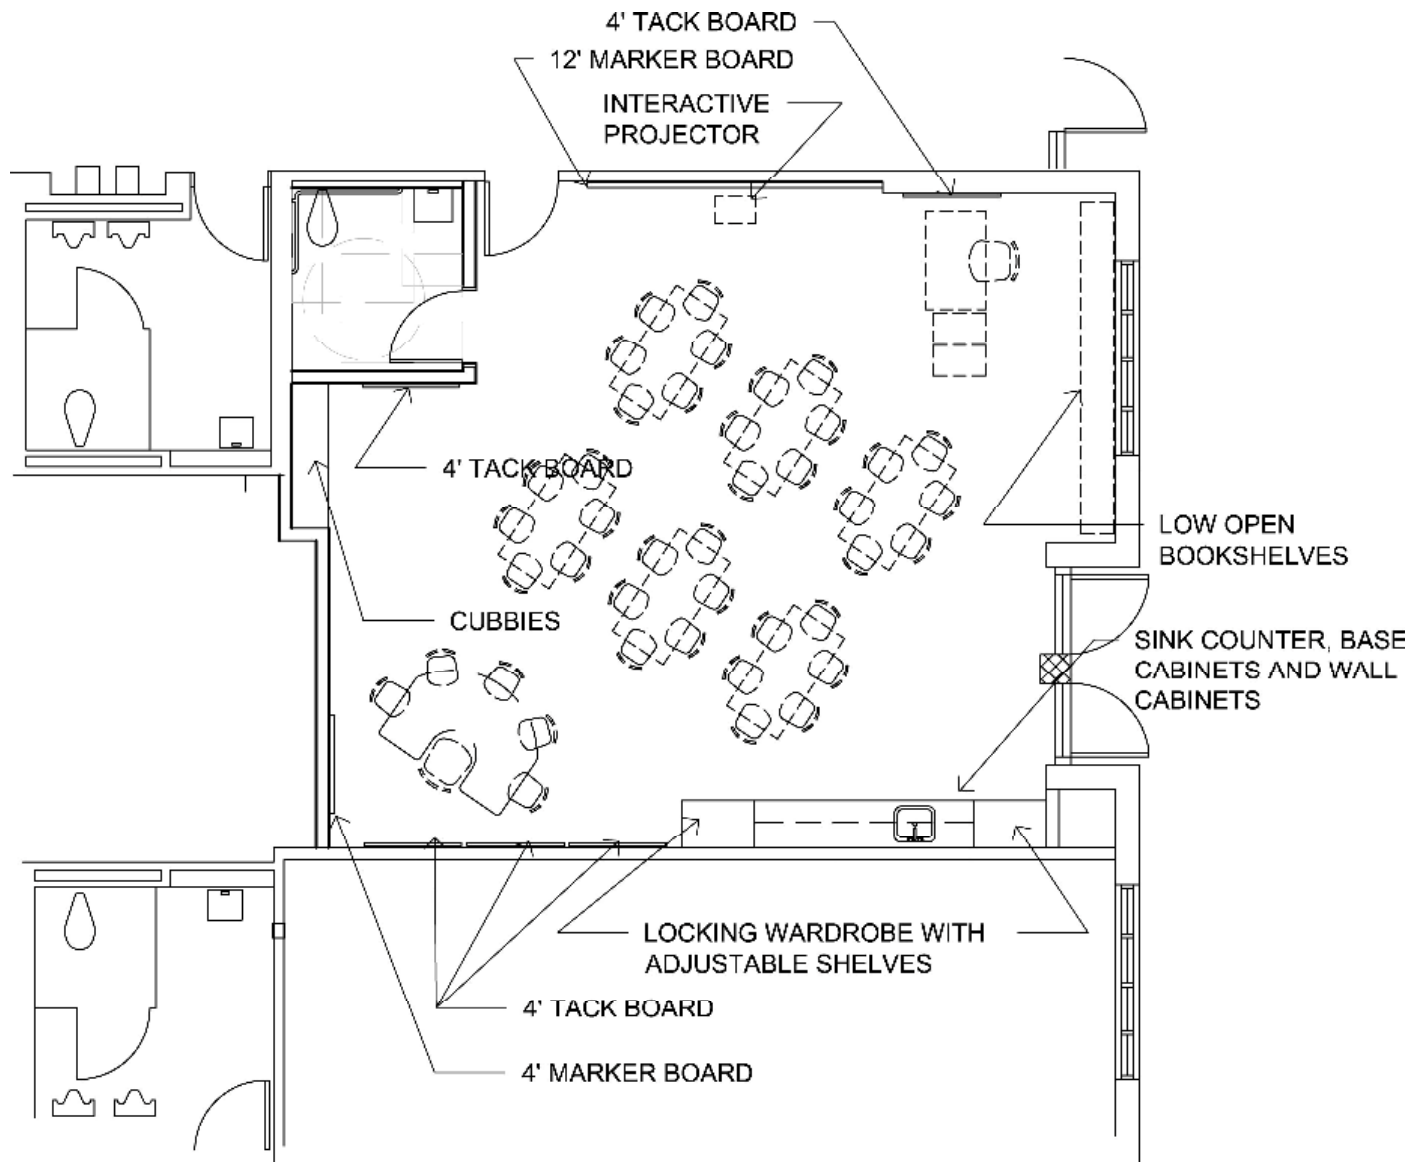 4' TACK BOARD
12' MARKER BOARD
INTERACTIVE
PROJECTOR
4' TACK BOARD
LOW OPEN
BOOKSHELVES
CUBBIES
SINK COUNTER, BASE
CABINETS AND WALL
CABINETS
LOCKING WARDROBE WITH
ADJUSTABLE SHELVES
4' TACK BOARD
4' MARKER BOARD